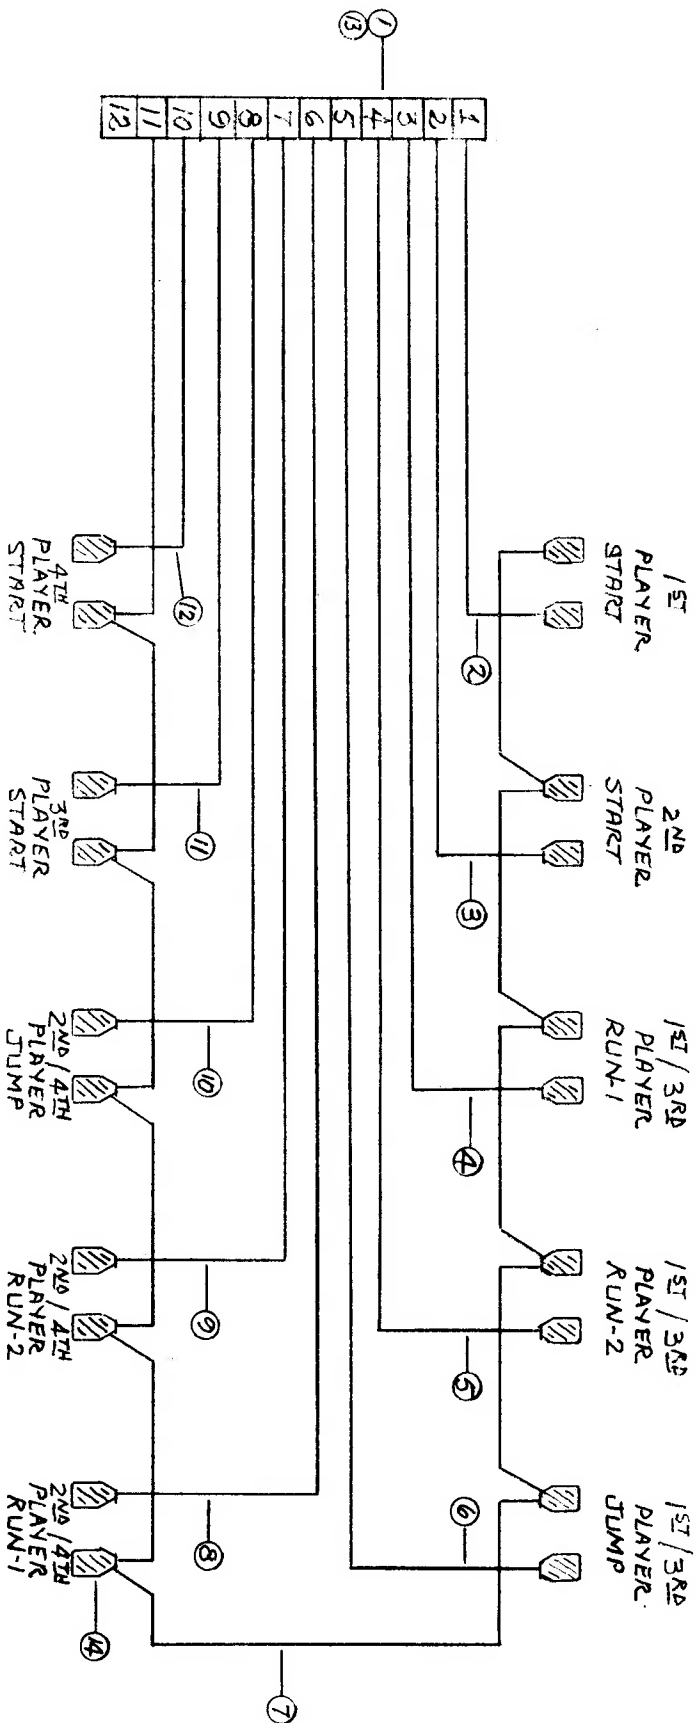 1
13
1
2
3
4
5
6
7
8
9
10
11
12
1ST
PLAYER
START
2ND
PLAYER
START
1ST/3RD
PLAYER
RUN-1
1ST/3RD
PLAYER
RUN-2
1ST/3RD
PLAYER
JUMP
2
3
4
5
6
12
11
10
9
8
14
7
4TH
PLAYER
START
3RD
PLAYER
START
2ND/4TH
PLAYER
JUMP
2ND/4TH
PLAYER
RUN-2
2ND/4TH
PLAYER
RUN-1